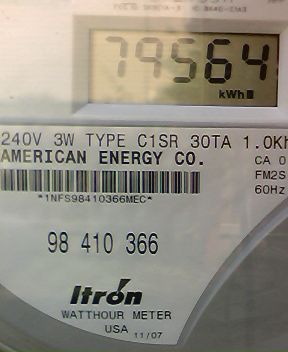 79564
kWh
240V 3W TYPE C1SR 30TA 1.0Kh
AMERICAN ENERGY CO.
CA 0
FM2S
60Hz
*1NFS98410366MEC*
98 410 366
Itrón
WATTHOUR METER
USA 11/07